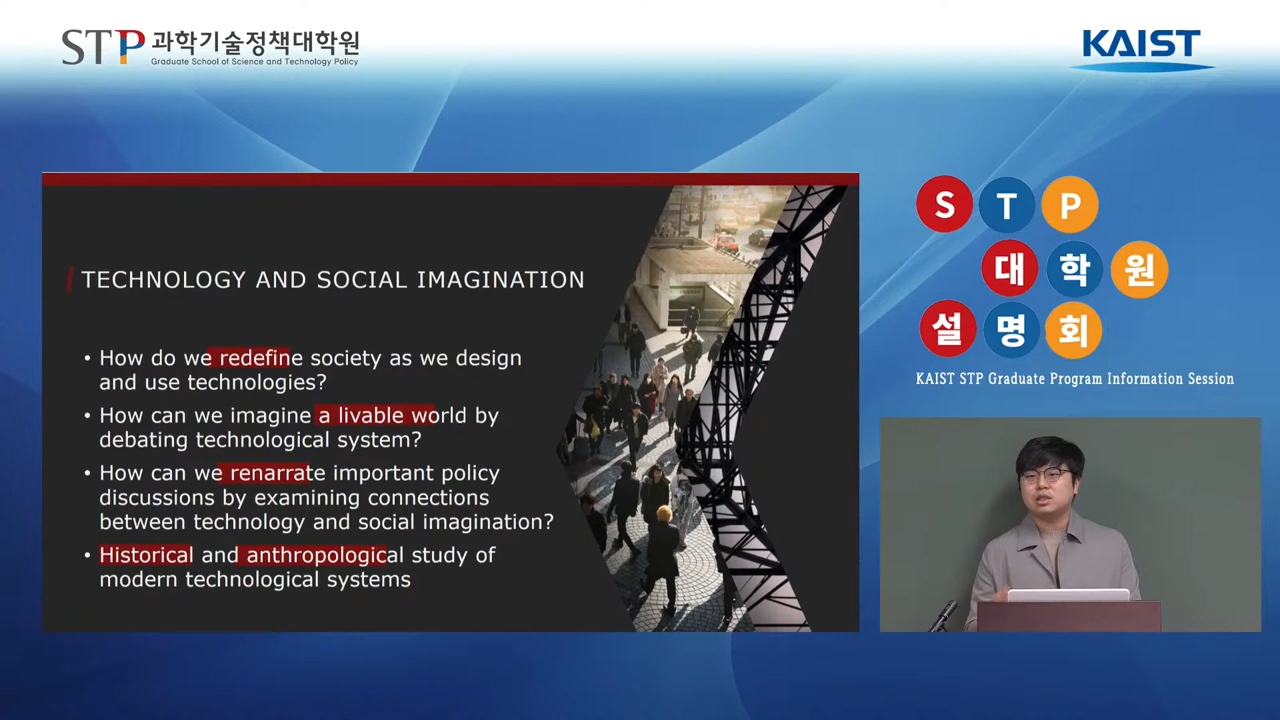 STP 과학기술정책대학원
Graduate School of Science and Technology Policy
KAIST
TECHNOLOGY AND SOCIAL IMAGINATION
• How do we redefine society as we design
and use technologies?
• How can we imagine a livable world by
debating technological system?
• How can we renarrate important policy
discussions by examining connections
between technology and social imagination?
• Historical and anthropological study of
modern technological systems
S T P
대 학 원
설 명 회
KAIST STP Graduate Program Information Session